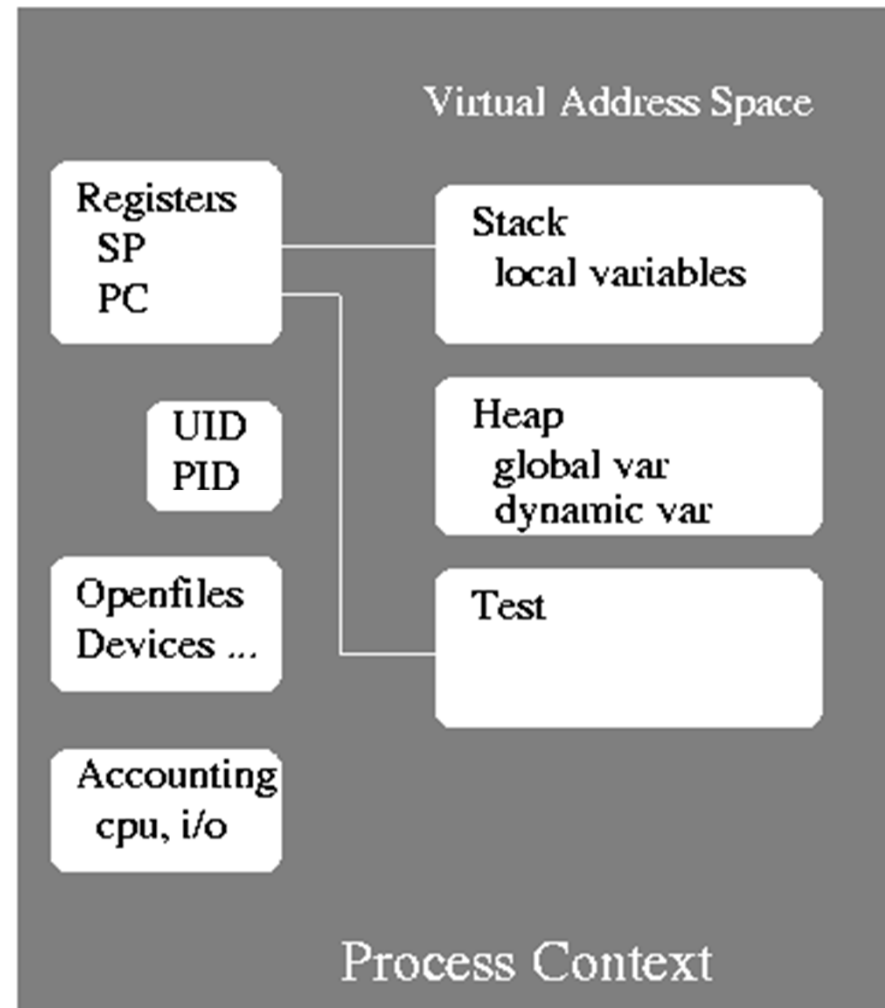 Virtual Address Space
Registers
SP
PC
UID
PID
Openfiles
Devices ...
Accounting
cpu, i/o
Stack
local variables
Heap
global var
dynamic var
Test
Process Context